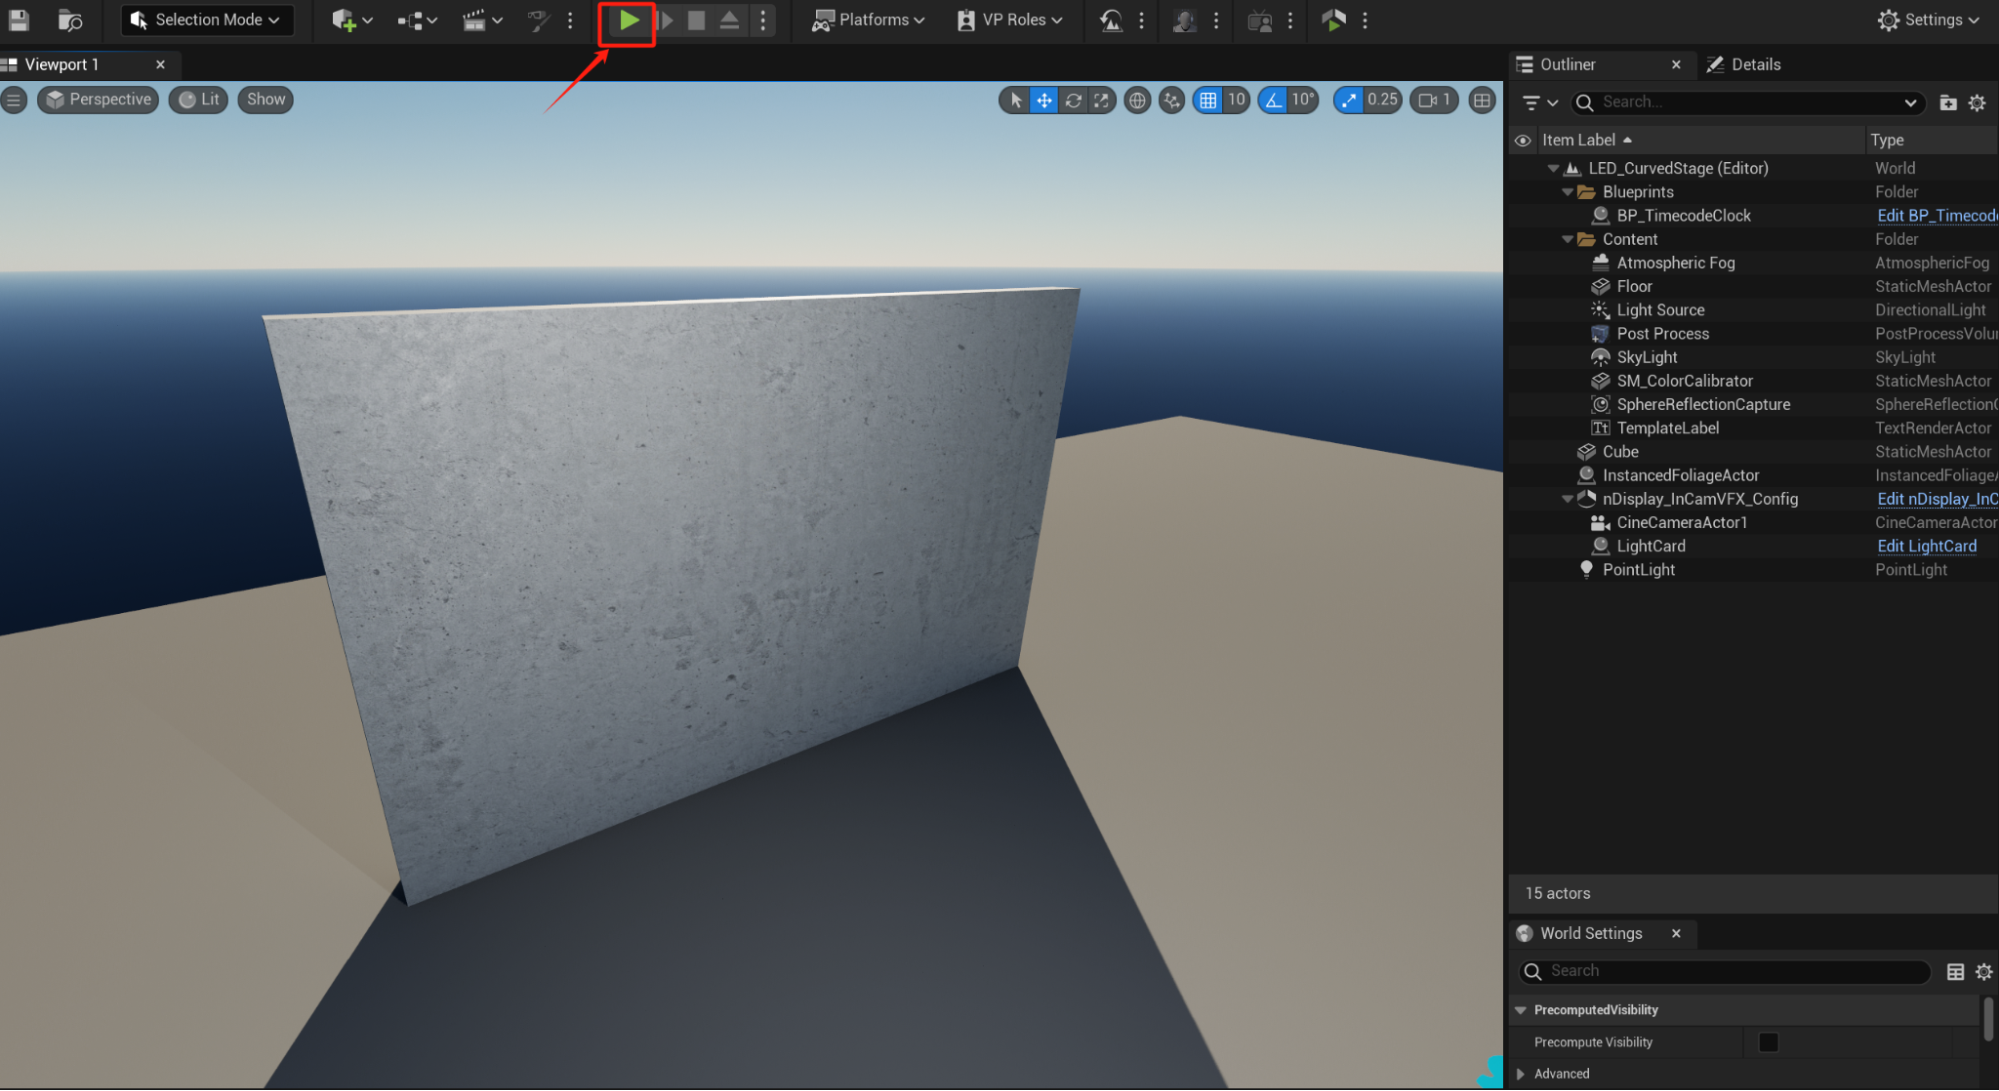 Selection Mode
Platforms
VP Roles
Settings
Viewport 1
Outliner
Details
Perspective
Lit
Show
10
10°
0.25
1
Search...
Item Label
Type
LED_CurvedStage (Editor)
World
Blueprints
Folder
BP_TimecodeClock
Edit BP_Timecod
Content
Folder
Atmospheric Fog
AtmosphericFog
Floor
StaticMeshActor
Light Source
DirectionalLight
Post Process
PostProcessVolu
SkyLight
SkyLight
SM_ColorCalibrator
StaticMeshActor
SphereReflectionCapture
SphereReflection
TemplateLabel
TextRenderActor
Cube
StaticMeshActor
InstancedFoliageActor
InstancedFoliage
nDisplay_InCamVFX_Config
Edit nDisplay_InC
CineCameraActor1
CineCameraActor
LightCard
Edit LightCard
PointLight
PointLight
15 actors
World Settings
Search
PrecomputedVisibility
Precompute Visibility
Advanced